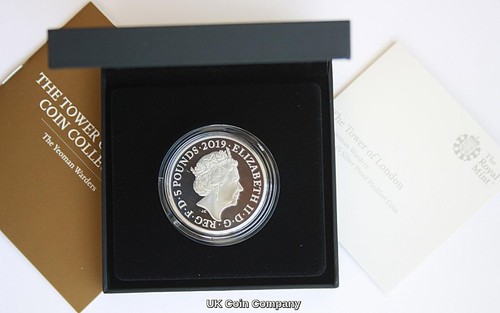 THE TOWER
COIN COLLE
The Yeoman Warders
ELIZABETH II·D·G·REG·F·D·5 POUNDS·2019·
The Tower of London
The
Royal
Mint
UK Coin Company